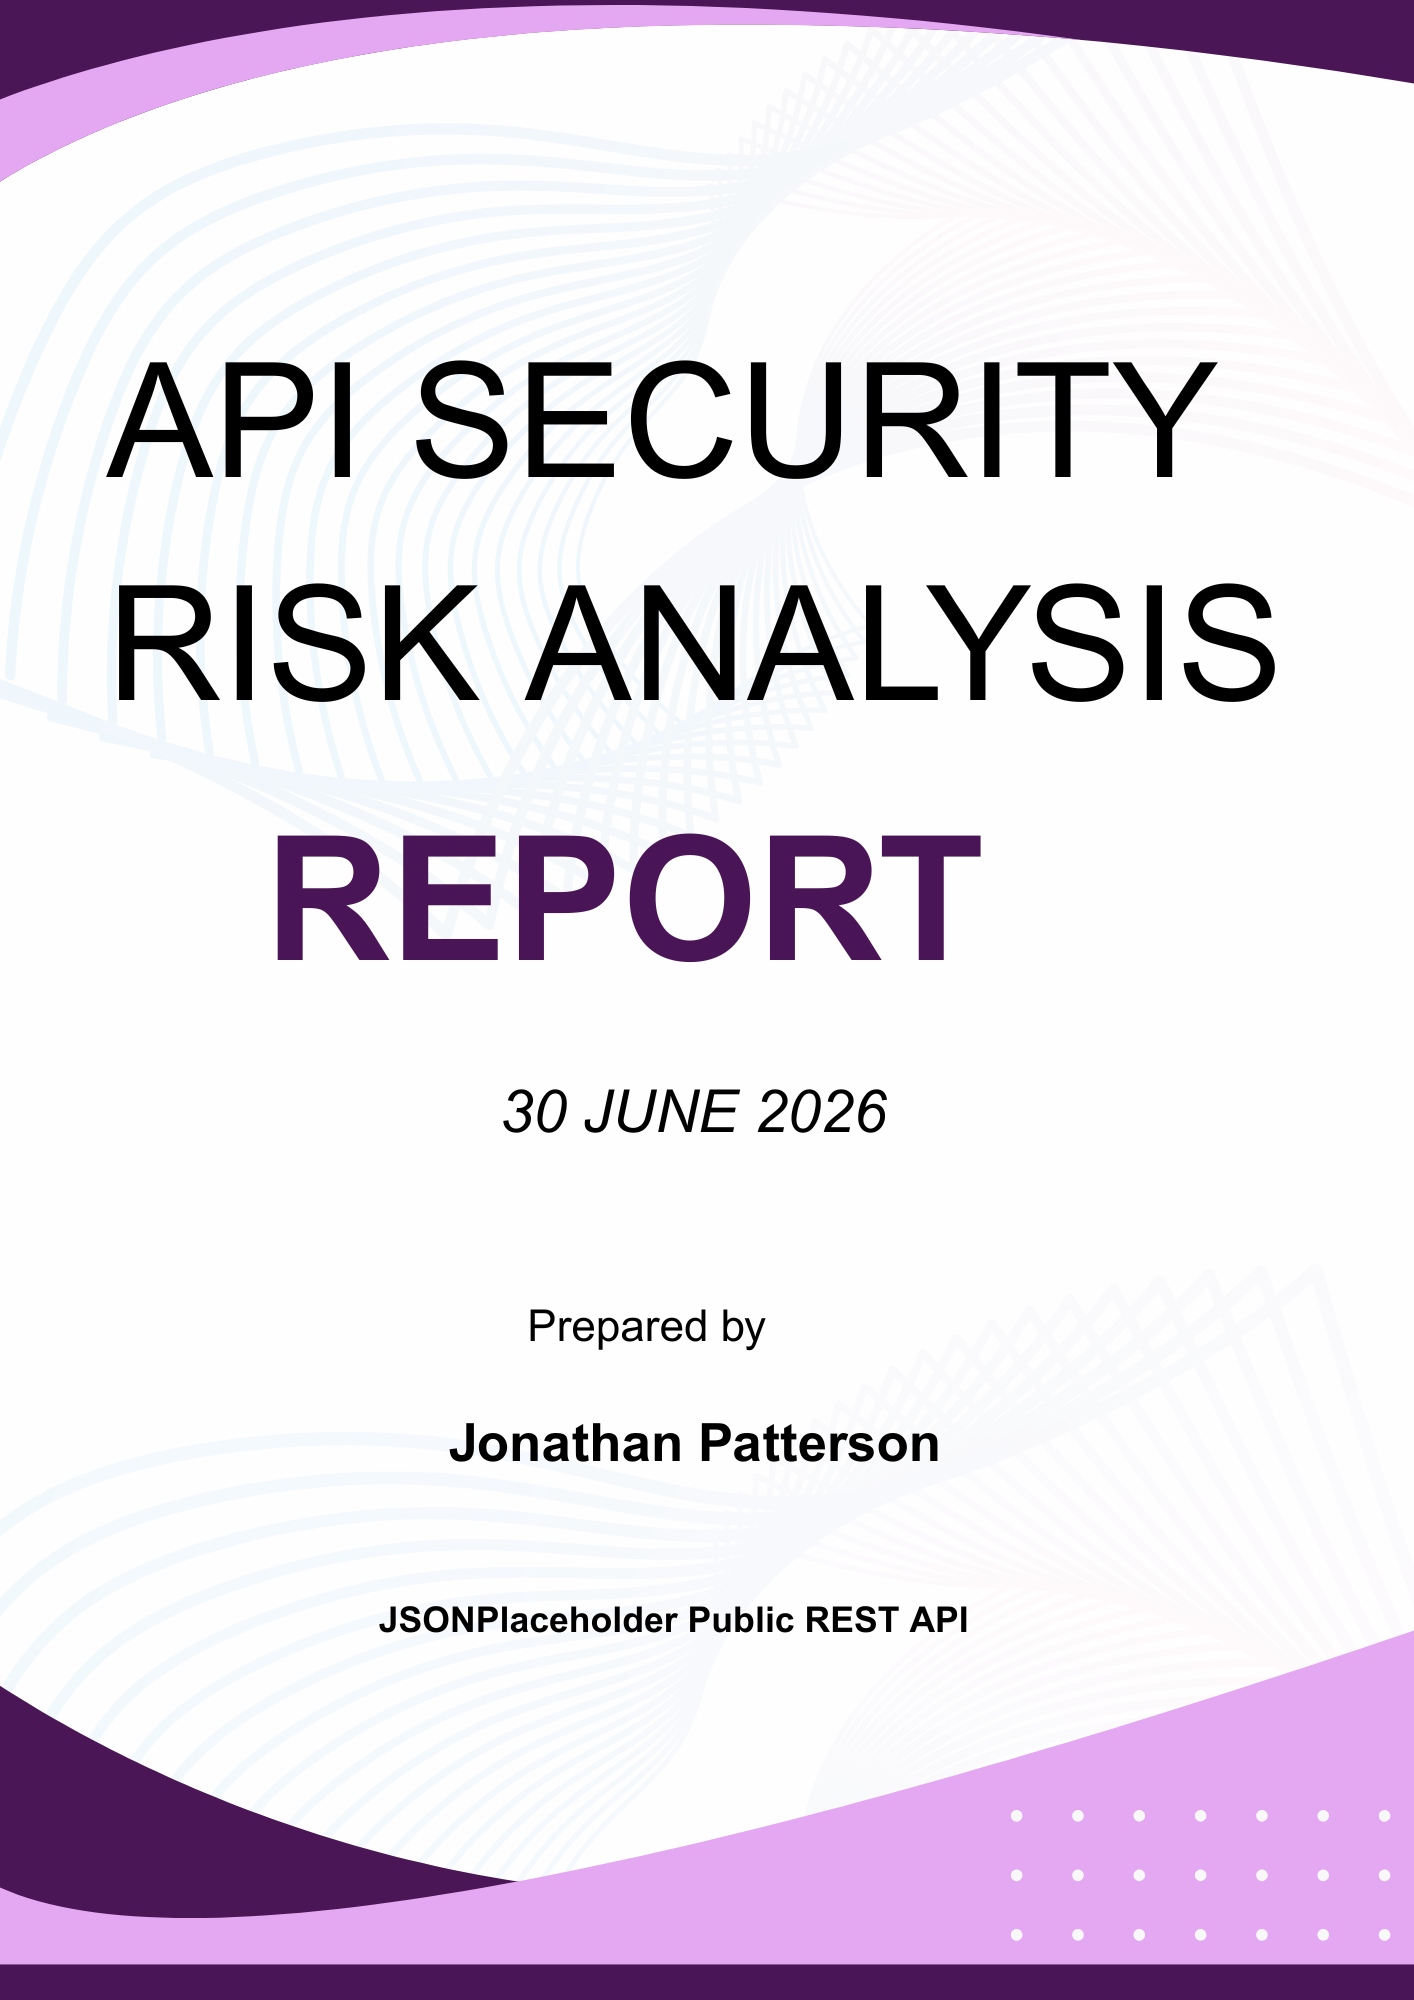 API SECURITY
RISK ANALYSIS
REPORT
30 JUNE 2026
Prepared by
Jonathan Patterson
JSONPlaceholder Public REST API